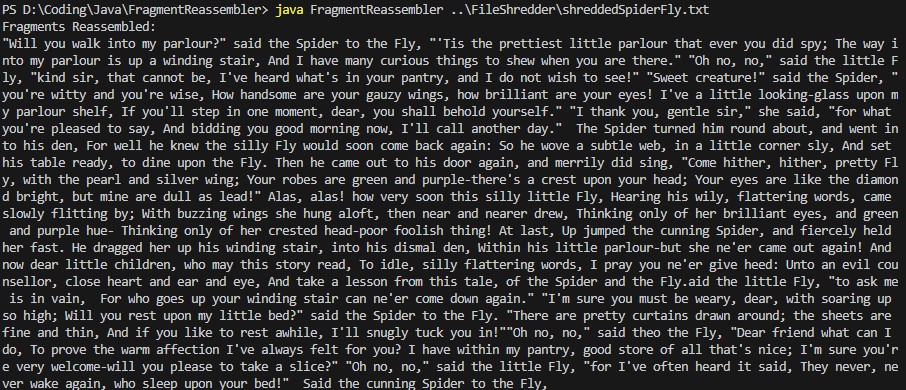 PS D:\Coding\Java\FragmentReassembler> java FragmentReassembler ..\FileShredder\shreddedSpiderFly.txt
Fragments Reassembled:
"Will you walk into my parlour?" said the Spider to the Fly, "'Tis the prettiest little parlour that ever you did spy; The way i
nto my parlour is up a winding stair, And I have many curious things to shew when you are there." "Oh no, no," said the little F
ly, "kind sir, that cannot be, I've heard what's in your pantry, and I do not wish to see!" "Sweet creature!" said the Spider, "
you're witty and you're wise, How handsome are your gauzy wings, how brilliant are your eyes! I've a little looking-glass upon m
y parlour shelf, If you'll step in one moment, dear, you shall behold yourself." "I thank you, gentle sir," she said, "for what
you're pleased to say, And bidding you good morning now, I'll call another day."  The Spider turned him round about, and went in
to his den, For well he knew the silly Fly would soon come back again: So he wove a subtle web, in a little corner sly, And set
his table ready, to dine upon the Fly. Then he came out to his door again, and merrily did sing, "Come hither, hither, pretty Fl
y, with the pearl and silver wing; Your robes are green and purple-there's a crest upon your head; Your eyes are like the diamon
d bright, but mine are dull as lead!" Alas, alas! how very soon this silly little Fly, Hearing his wily, flattering words, came
slowly flitting by; With buzzing wings she hung aloft, then near and nearer drew, Thinking only of her brilliant eyes, and green
 and purple hue- Thinking only of her crested head-poor foolish thing! At last, Up jumped the cunning Spider, and fiercely held
her fast. He dragged her up his winding stair, into his dismal den, Within his little parlour-but she ne'er came out again! And
now dear little children, who may this story read, To idle, silly flattering words, I pray you ne'er give heed: Unto an evil cou
nsellor, close heart and ear and eye, And take a lesson from this tale, of the Spider and the Fly.aid the little Fly, "to ask me
 is in vain,  For who goes up your winding stair can ne'er come down again." "I'm sure you must be weary, dear, with soaring up
so high; Will you rest upon my little bed?" said the Spider to the Fly. "There are pretty curtains drawn around; the sheets are
fine and thin, And if you like to rest awhile, I'll snugly tuck you in!""Oh no, no," said theo the Fly, "Dear friend what can I
do, To prove the warm affection I've always felt for you? I have within my pantry, good store of all that's nice; I'm sure you'r
e very welcome-will you please to take a slice?" "Oh no, no," said the little Fly, "for I've often heard it said, They never, ne
ver wake again, who sleep upon your bed!"  Said the cunning Spider to the Fly,